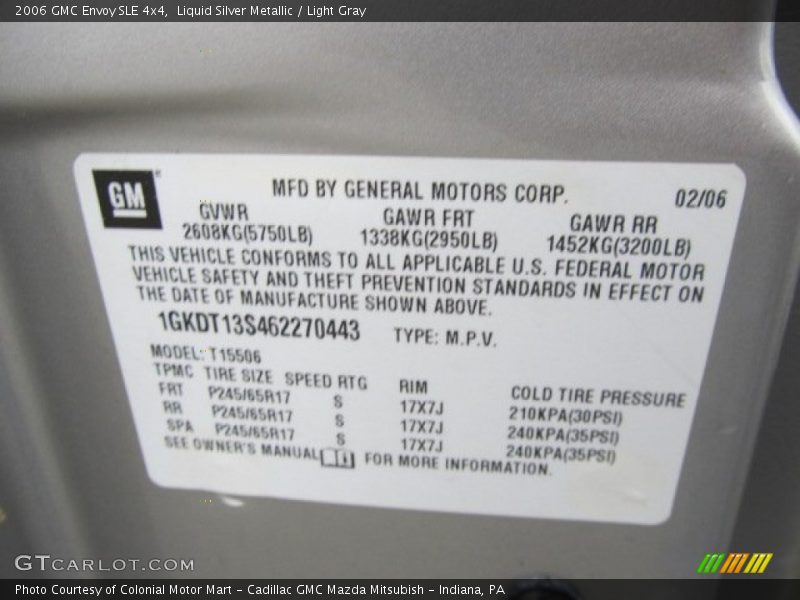 2006 GMC Envoy SLE 4x4, Liquid Silver Metallic / Light Gray
GM
MFD BY GENERAL MOTORS CORP. 02/06
GVWR GAWR FRT GAWR RR
2608KG(5750LB) 1338KG(2950LB) 1452KG(3200LB)
THIS VEHICLE CONFORMS TO ALL APPLICABLE U.S. FEDERAL MOTOR
VEHICLE SAFETY AND THEFT PREVENTION STANDARDS IN EFFECT ON
THE DATE OF MANUFACTURE SHOWN ABOVE.
1GKDT13S462270443 TYPE: M.P.V.
MODEL: T15506
TPMC TIRE SIZE SPEED RTG RIM COLD TIRE PRESSURE
FRT P245/65R17 S 17X7J 210KPA(30PSI)
RR P245/65R17 S 17X7J 240KPA(35PSI)
SPA P245/65R17 S 17X7J 240KPA(35PSI)
SEE OWNER'S MANUAL FOR MORE INFORMATION.
GTCARLOT.COM
Photo Courtesy of Colonial Motor Mart - Cadillac GMC Mazda Mitsubish - Indiana, PA